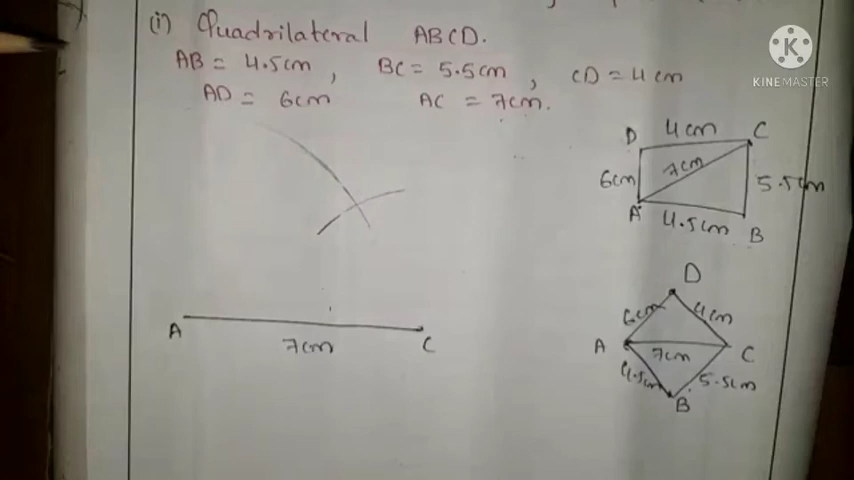 (i) Quadrilateral ABCD.
AB = 4.5cm, BC = 5.5cm, CD = 4cm
AD = 6cm AC = 7cm.
K
KINEMASTER
D 4cm C
6cm 7cm 5.5cm
A 4.5cm B
D
6cm 4cm
A 7cm C
4.5cm 5.5cm
B
A 7cm C